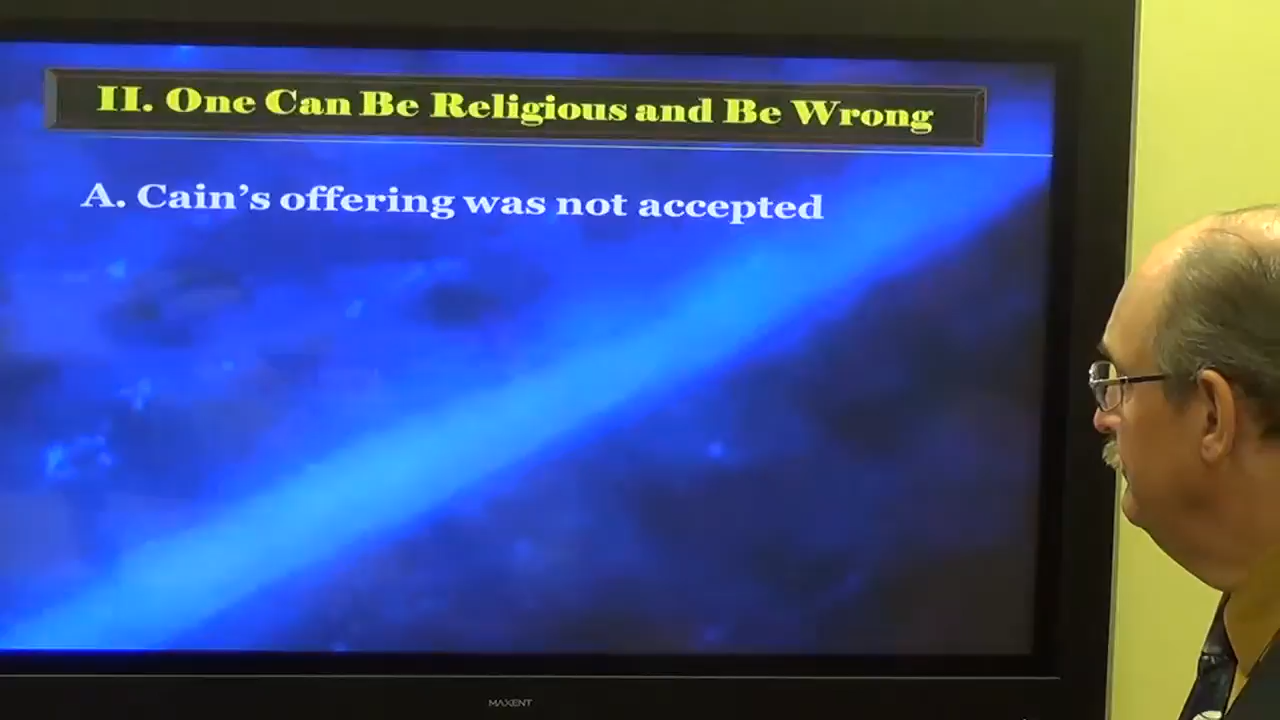 II. One Can Be Religious and Be Wrong
A. Cain’s offering was not accepted
MAXENT